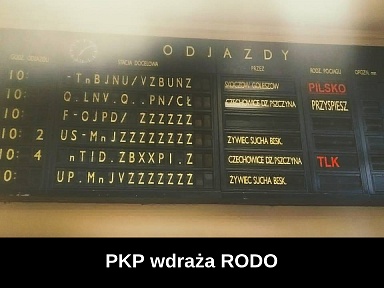 ODJAZDY
STACJA DOCELOWA PRZEZ RODZ. POCIĄGU
10: -TnBJNU/VZBUNZ SKOCZÓW GOLESZÓW PILSKO
10: Q.LNV.Q..PN/CŁ CZECHOWICE DZ. PSZCZYNA PRZYSPIESZ.
10: F-QJPD/ ZZZZZZ
10: 2 US-MnJZZZZZZZ ŻYWIEC SUCHA BESK.
10: 4 nTID.ZBXXPI.Z CZECHOWICE DZ. PSZCZYNA TLK
0: UP.MnJVZZZZZZZ ŻYWIEC SUCHA BESK.
PKP wdraża RODO